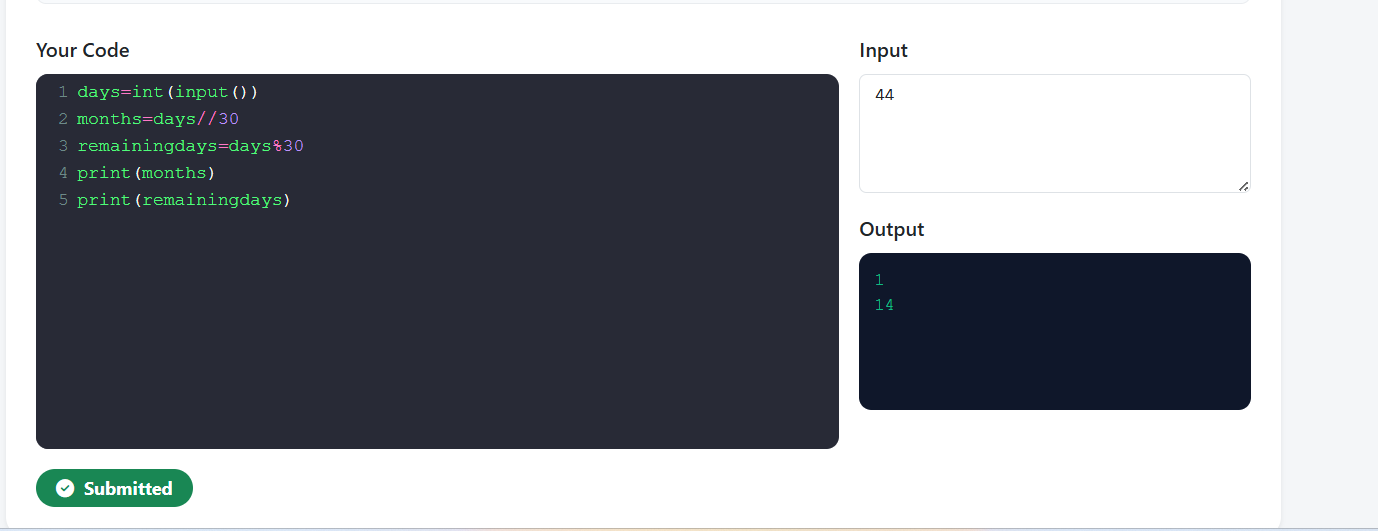 Your Code
1 days=int(input())
2 months=days//30
3 remainingdays=days%30
4 print(months)
5 print(remainingdays)
Submitted
Input
44
Output
1
14